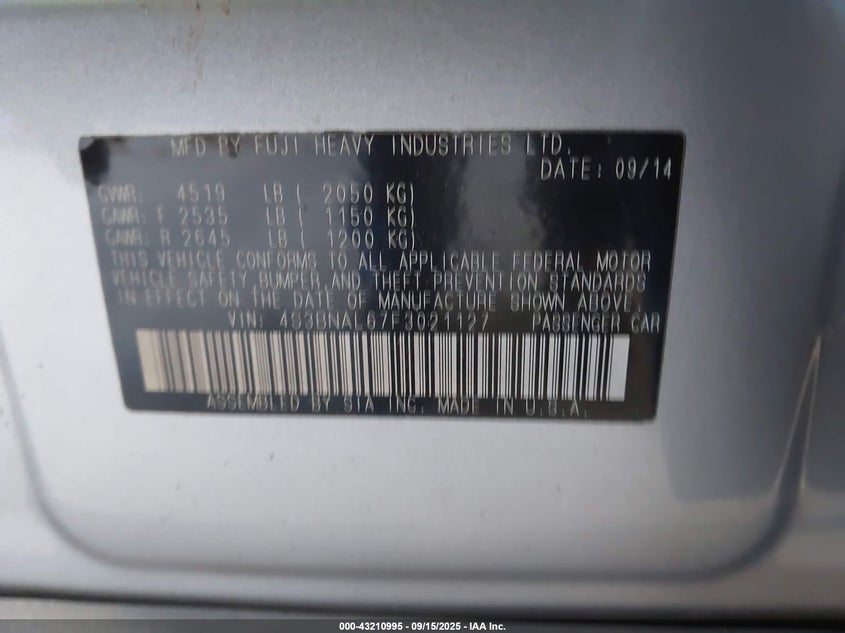 MFD BY FUJI HEAVY INDUSTRIES LTD.
DATE: 09/14
GVWR: 4519 LB ( 2050 KG)
GAWR: F 2535 LB ( 1150 KG)
GAWR: R 2645 LB ( 1200 KG)
THIS VEHICLE CONFORMS TO ALL APPLICABLE FEDERAL MOTOR
VEHICLE SAFETY BUMPER, AND THEFT PREVENTION STANDARDS
IN EFFECT ON THE DATE OF MANUFACTURE SHOWN ABOVE.
VIN: 4S3BNAL67F3021127 PASSENGER CAR
ASSEMBLED BY SIA INC. MADE IN U.S.A.
000-43210995 - 09/15/2025 - IAA Inc.